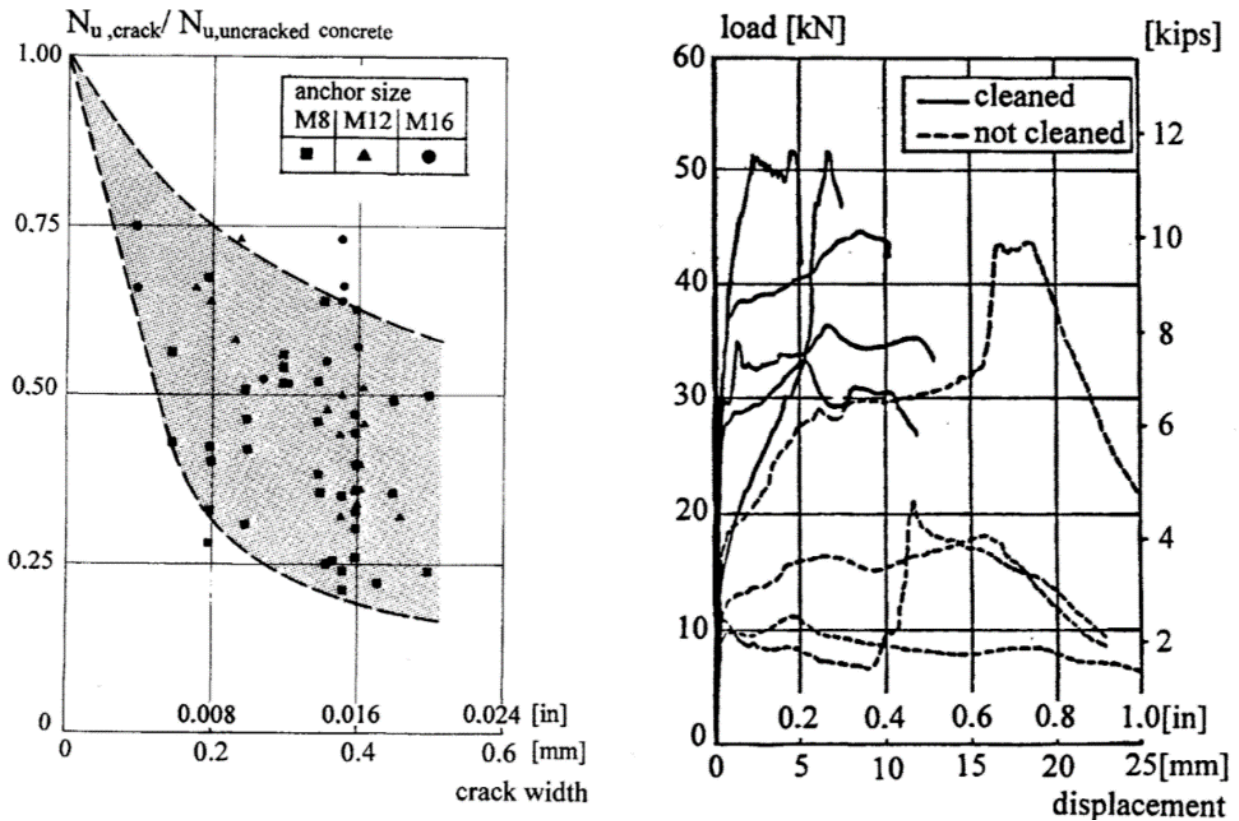 N u ,crack/ N u,uncracked concrete
1.00
0.75
0.50
0.25
0
anchor size
M8 M12 M16
0.008 0.016 0.024 [in]
0 0.2 0.4 0.6
[mm]
crack width
load [kN]
[kips]
60
50
40
30
20
10
0
cleaned
not cleaned
12
10
8
6
4
2
0.2 0.4 0.6 0.8 1.0[in]
0 5 10 15 20 25[mm]
displacement